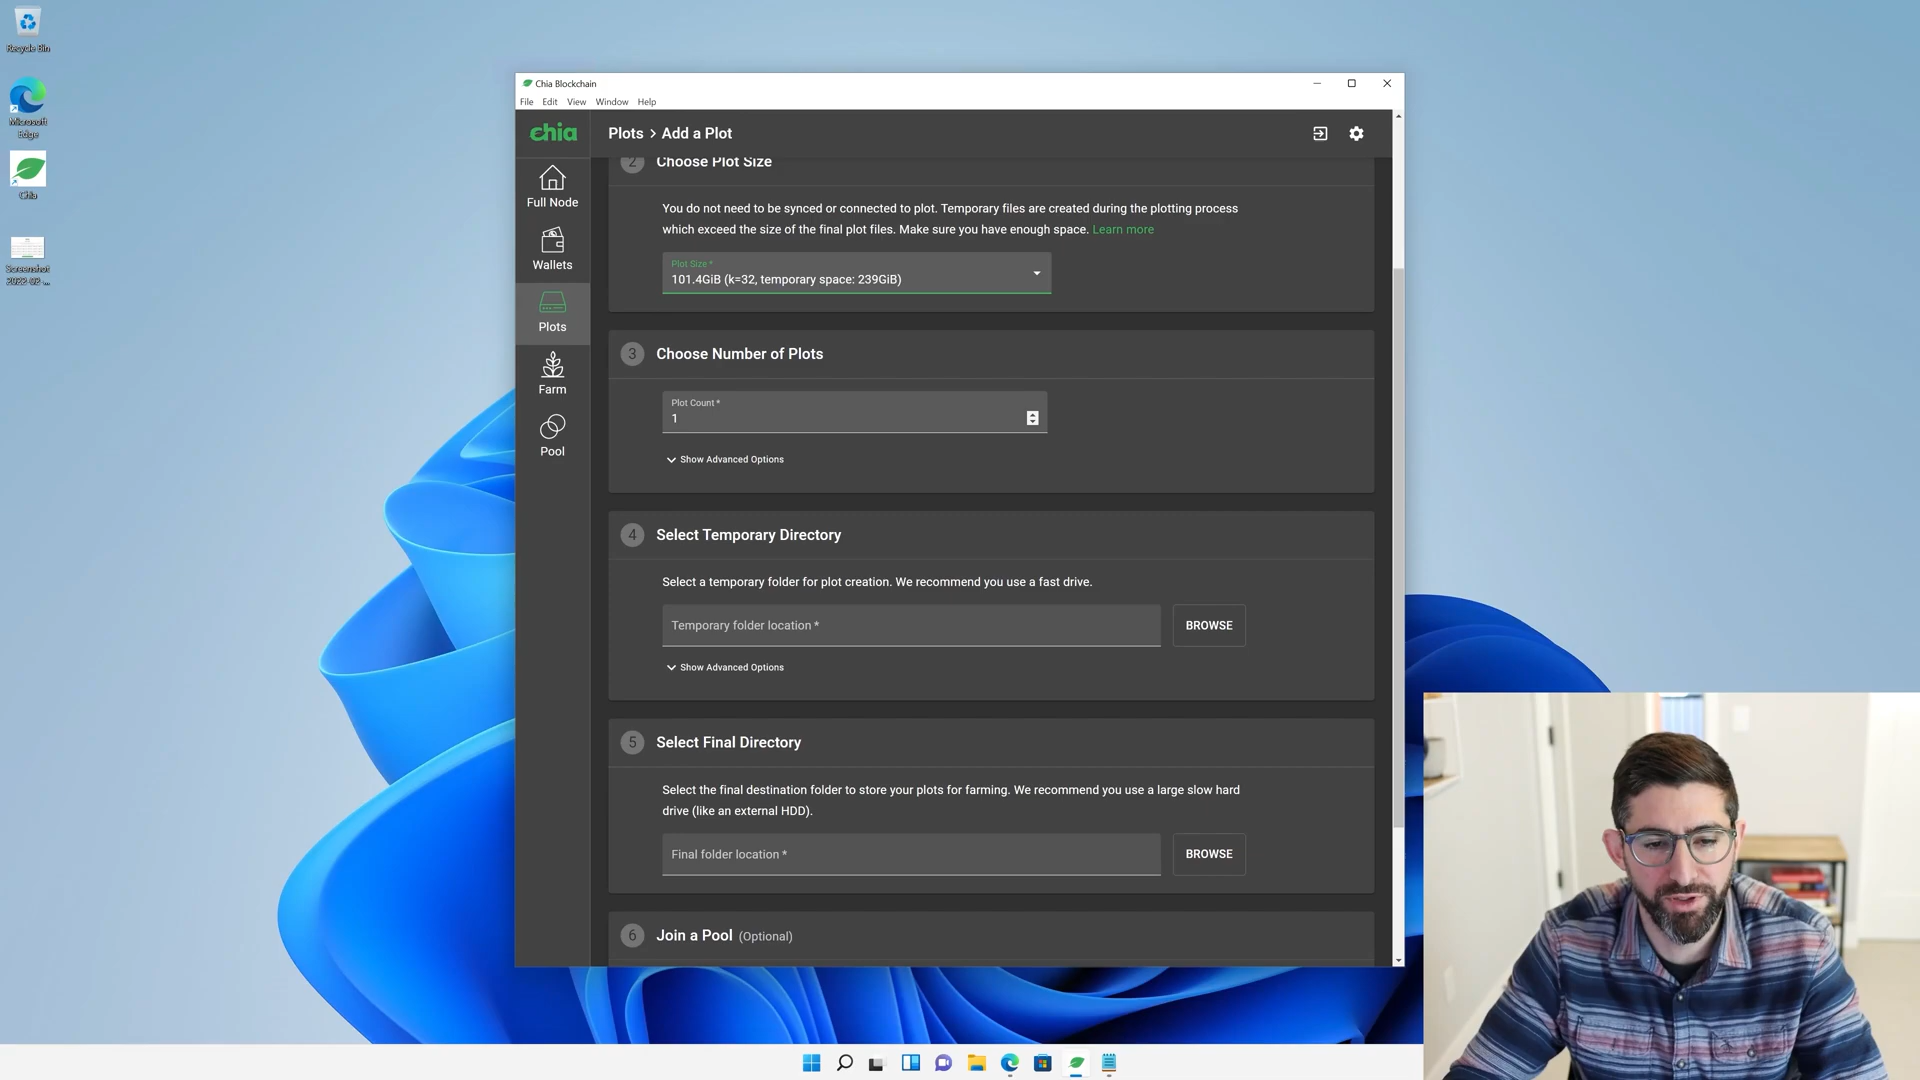 Recycle Bin
Microsoft
Edge
Chia
Screenshot
2022-02-...
Chia Blockchain
File Edit View Window Help
chia
Plots > Add a Plot
Full Node
Wallets
Plots
Farm
Pool
2 Choose Plot Size
You do not need to be synced or connected to plot. Temporary files are created during the plotting process
which exceed the size of the final plot files. Make sure you have enough space. Learn more
Plot Size *
101.4GiB (k=32, temporary space: 239GiB)
3 Choose Number of Plots
Plot Count *
1
Show Advanced Options
4 Select Temporary Directory
Select a temporary folder for plot creation. We recommend you use a fast drive.
Temporary folder location *
BROWSE
Show Advanced Options
5 Select Final Directory
Select the final destination folder to store your plots for farming. We recommend you use a large slow hard
drive (like an external HDD).
Final folder location *
BROWSE
6 Join a Pool (Optional)